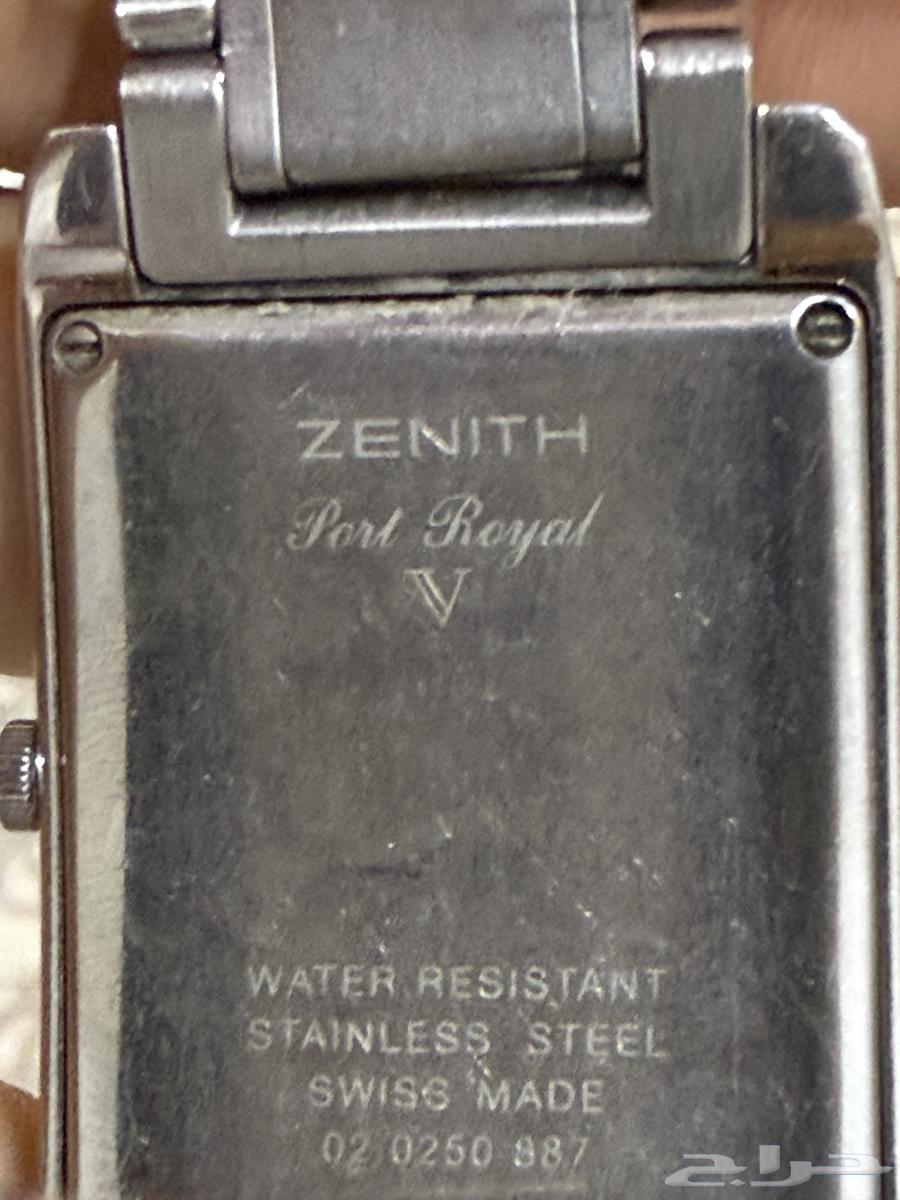 ZENITH
Port Royal
V
WATER RESISTANT
STAINLESS STEEL
SWISS MADE
02 0250 887
حراج